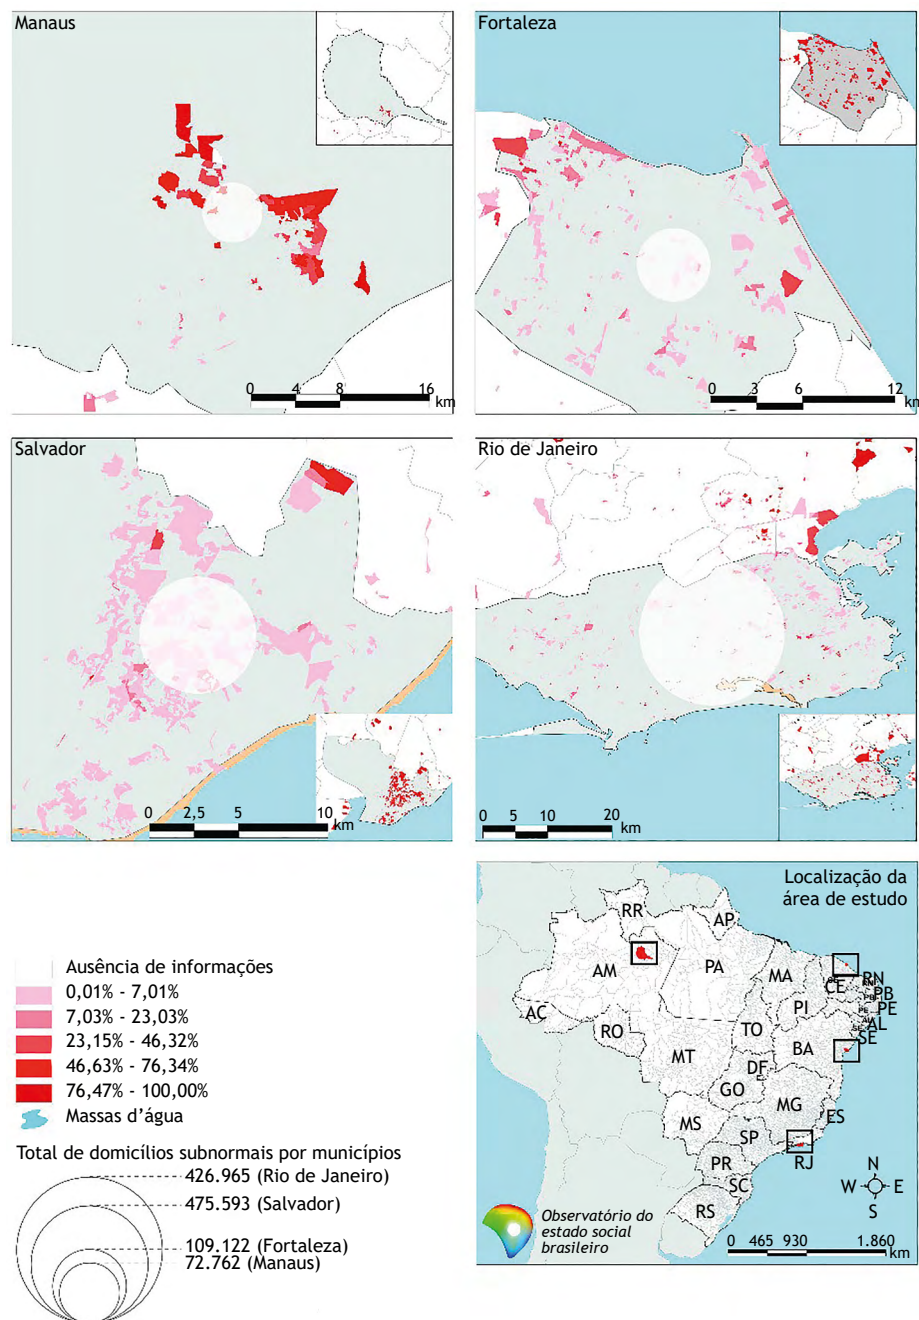 Manaus
0 4 8 16
km
Fortaleza
0 3 6 12
km
Salvador
0 2,5 5 10
km
Rio de Janeiro
0 5 10 20
km
Ausência de informações
0,01% - 7,01%
7,03% - 23,03%
23,15% - 46,32%
46,63% - 76,34%
76,47% - 100,00%
Massas d'água
Total de domicílios subnormais por municípios
426.965 (Rio de Janeiro)
475.593 (Salvador)
109.122 (Fortaleza)
72.762 (Manaus)
Localização da
área de estudo
RR
AP
AM
PA
MA
CE
RN
PB
PE
AL
SE
PI
AC
RO
TO
BA
MT
DF
GO
MG
ES
MS
SP
RJ
PR
SC
RS
N
W E
S
Observatório do
estado social
brasileiro
0 465 930 1.860
km